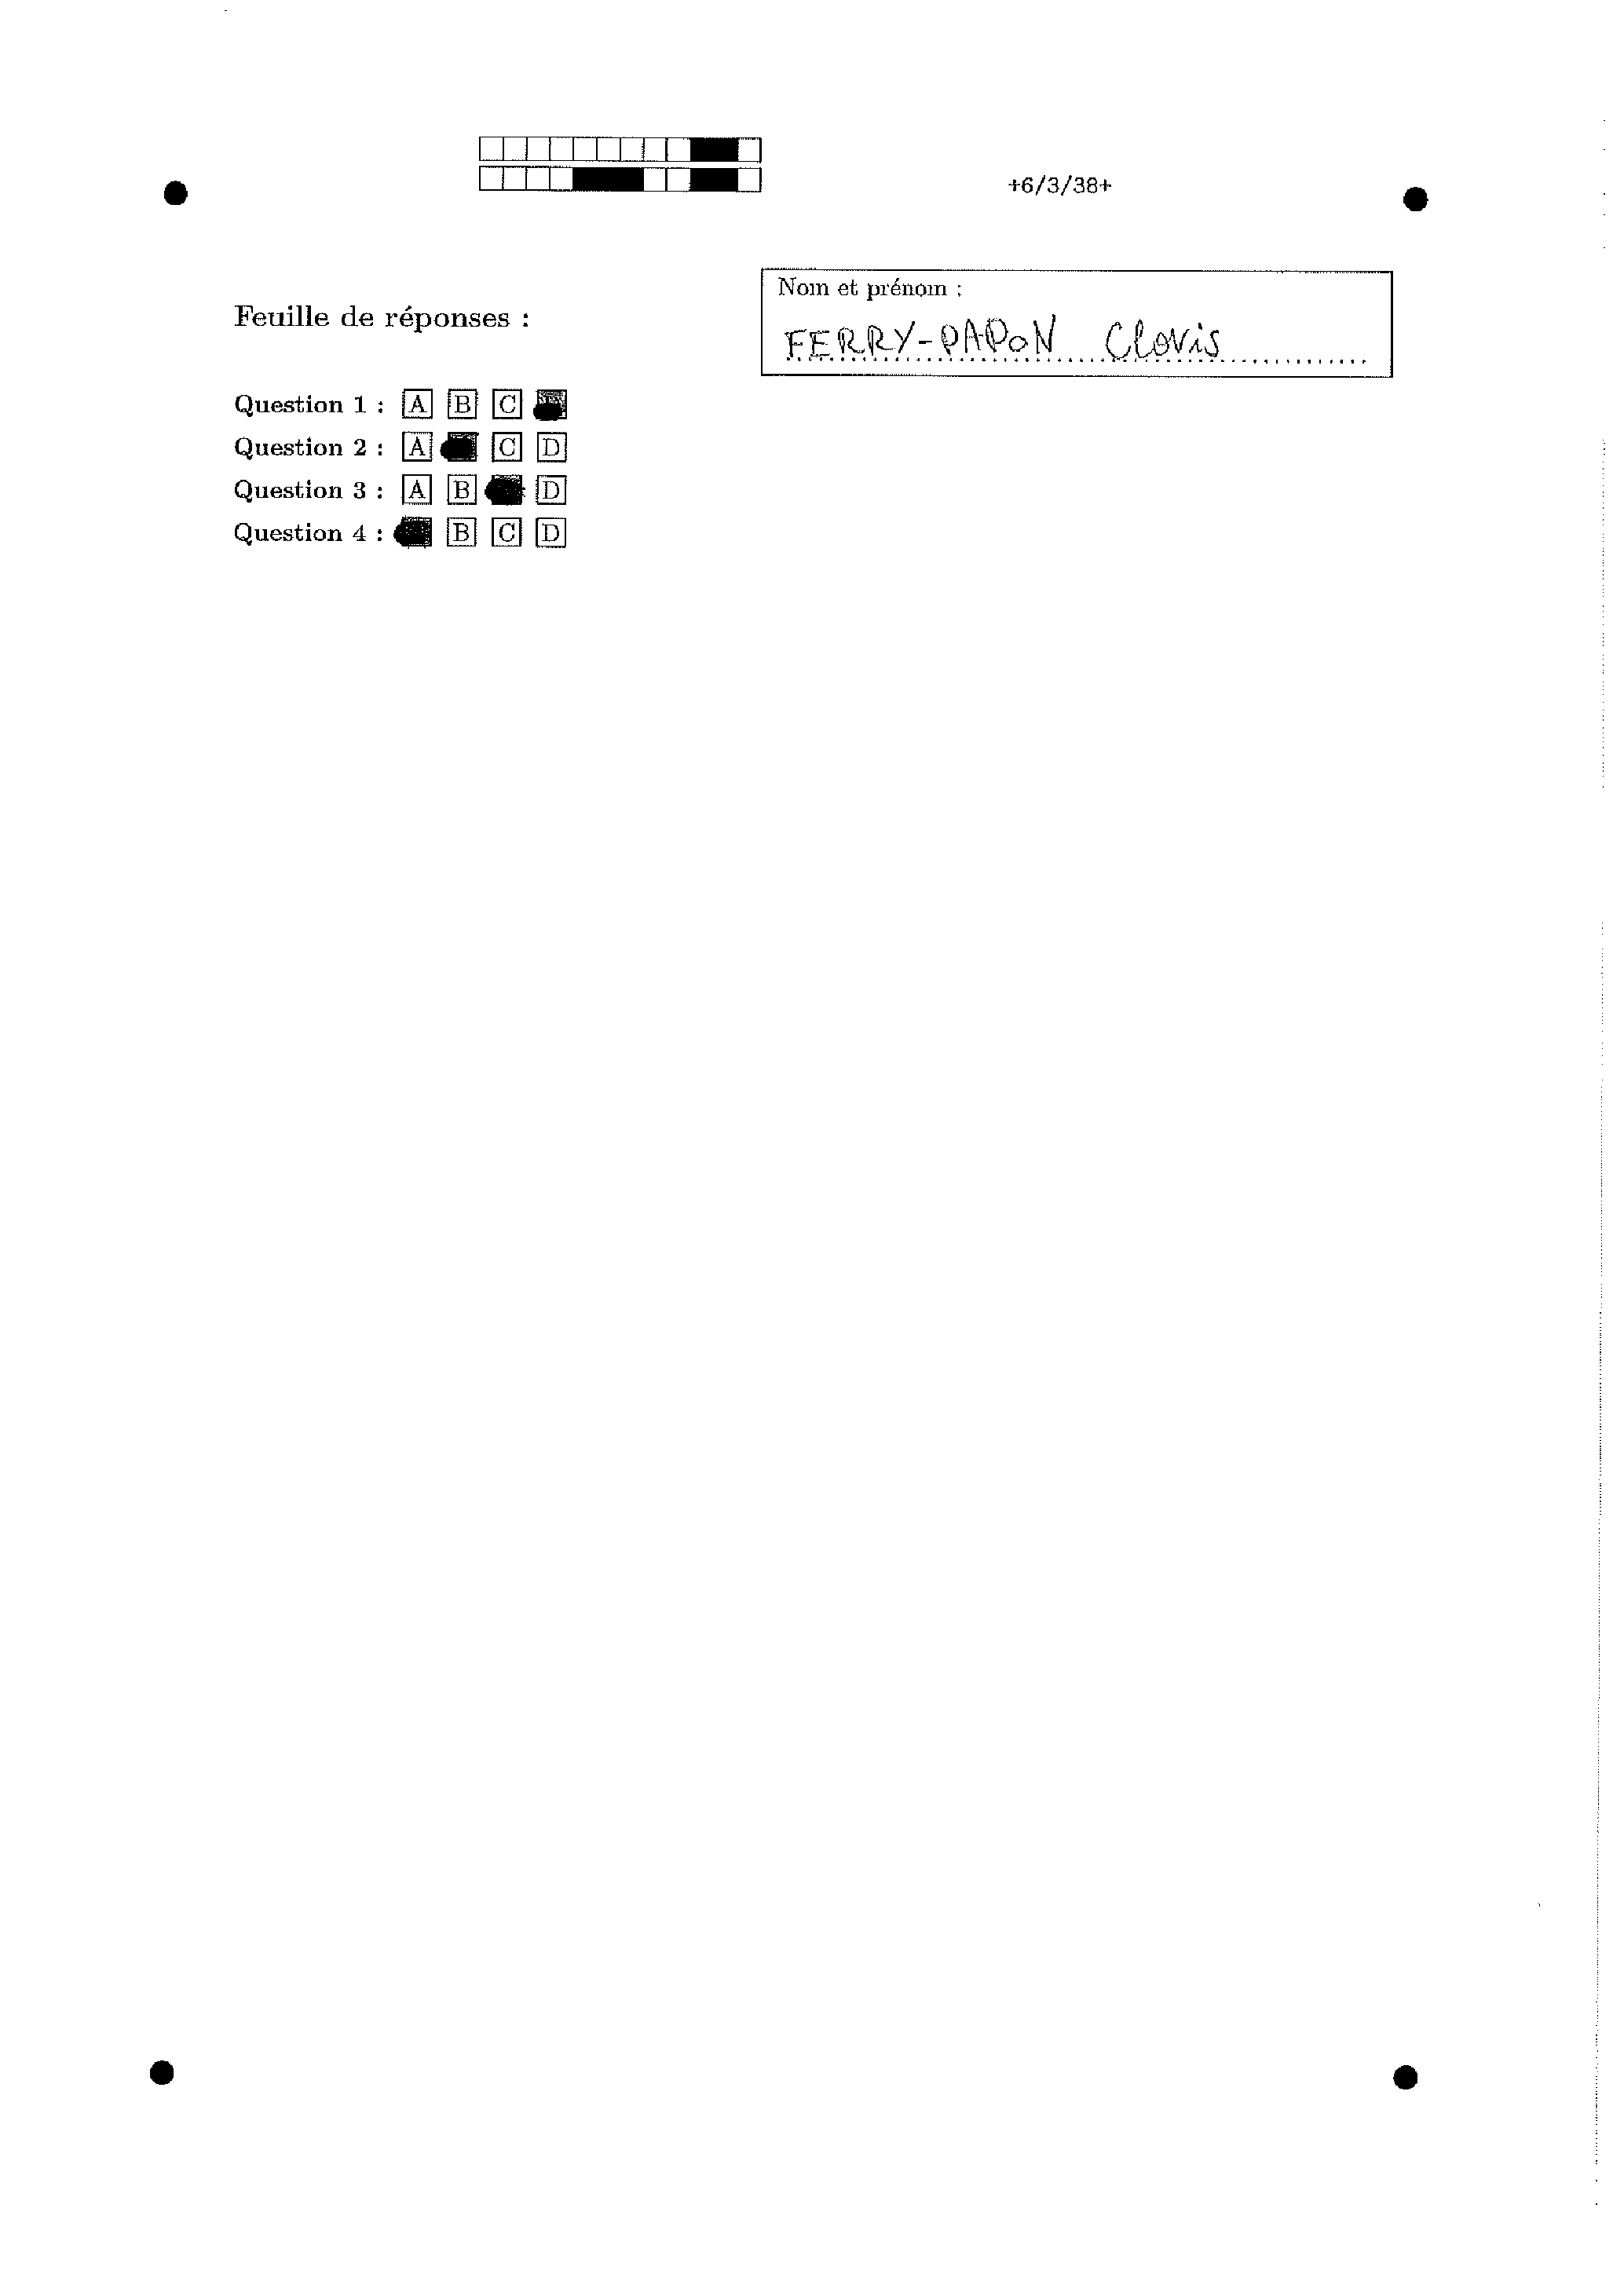 +6/3/38+
Nom et prénom :
FERRY-PAPON Clovis
Feuille de réponses :
Question 1 : A B C
Question 2 : A C D
Question 3 : A B D
Question 4 : B C D